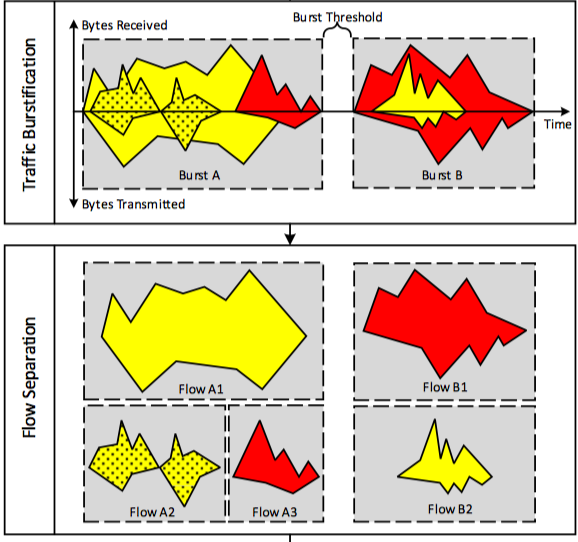 Burst Threshold
Bytes Received
Traffic Burstification
Time
Burst A
Burst B
Bytes Transmitted
Flow Separation
Flow A1
Flow B1
Flow A2
Flow A3
Flow B2